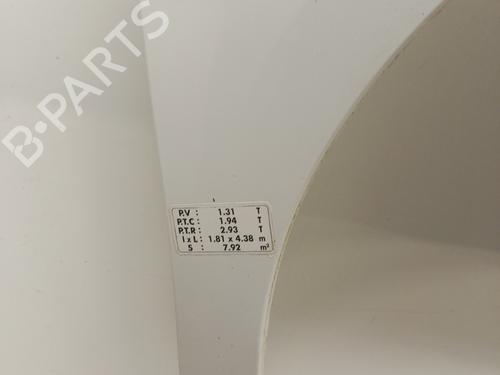 B-PARTS
P.V : 1.31 T
P.T.C : 1.94 T
P.T.R : 2.93 T
l x L : 1.81 x 4.38 m
S : 7.92 m²